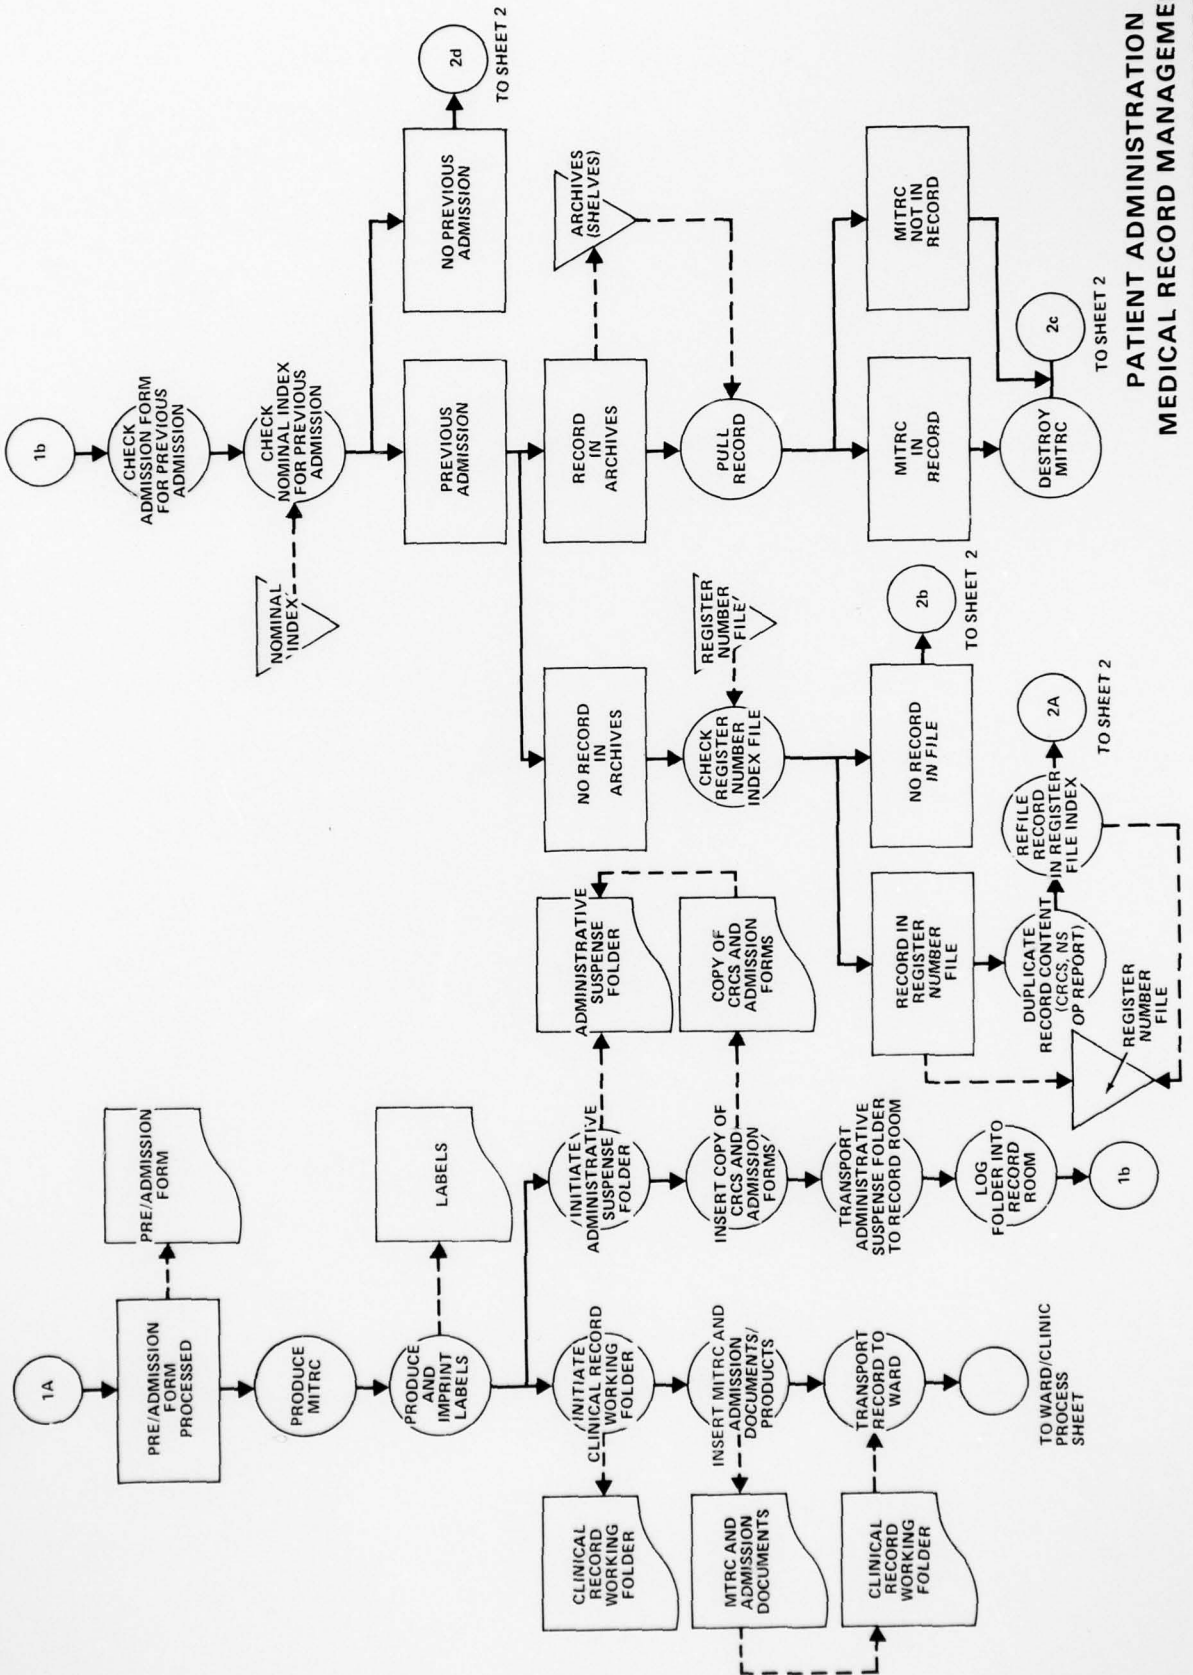 1A
PRE/ADMISSION
FORM
PROCESSED
PRE/ADMISSION
FORM
PRODUCE
MITRC
PRODUCE
AND
IMPRINT
LABELS
LABELS
INITIATE
CLINICAL RECORD
WORKING
FOLDER
CLINICAL
RECORD
WORKING
FOLDER
INSERT MITRC AND
ADMISSION
DOCUMENTS/
PRODUCTS
MTRC AND
ADMISSION
DOCUMENTS
TRANSPORT
RECORD TO
WARD
CLINICAL
RECORD
WORKING
FOLDER
TO WARD/CLINIC
PROCESS
SHEET
INITIATE
ADMINISTRATIVE
SUSPENSE
FOLDER
ADMINISTRATIVE
SUSPENSE
FOLDER
INSERT COPY OF
CRCS AND
ADMISSION
FORMS
COPY OF
CRCS AND
ADMISSION
FORMS
TRANSPORT
ADMINISTRATIVE
SUSPENSE FOLDER
TO RECORD ROOM
LOG
FOLDER INTO
RECORD
ROOM
1b
1b
CHECK
ADMISSION FORM
FOR PREVIOUS
ADMISSION
NOMINAL
INDEX
CHECK
NOMINAL INDEX
FOR PREVIOUS
ADMISSION
PREVIOUS
ADMISSION
NO PREVIOUS
ADMISSION
2d
TO SHEET 2
NO RECORD
IN
ARCHIVES
RECORD
IN
ARCHIVES
ARCHIVES
(SHELVES)
CHECK
REGISTER
NUMBER
INDEX FILE
REGISTER
NUMBER
FILE
PULL
RECORD
RECORD IN
REGISTER
NUMBER
FILE
NO RECORD
IN FILE
2b
TO SHEET 2
MITRC
IN
RECORD
MITRC
NOT IN
RECORD
DUPLICATE
RECORD CONTENT
(CRCS, NS
OP REPORT)
REFILE
RECORD
IN REGISTER
FILE INDEX
2A
TO SHEET 2
REGISTER
NUMBER
FILE
DESTROY
MITRC
2c
TO SHEET 2
PATIENT ADMINISTRATION
MEDICAL RECORD MANAGEME